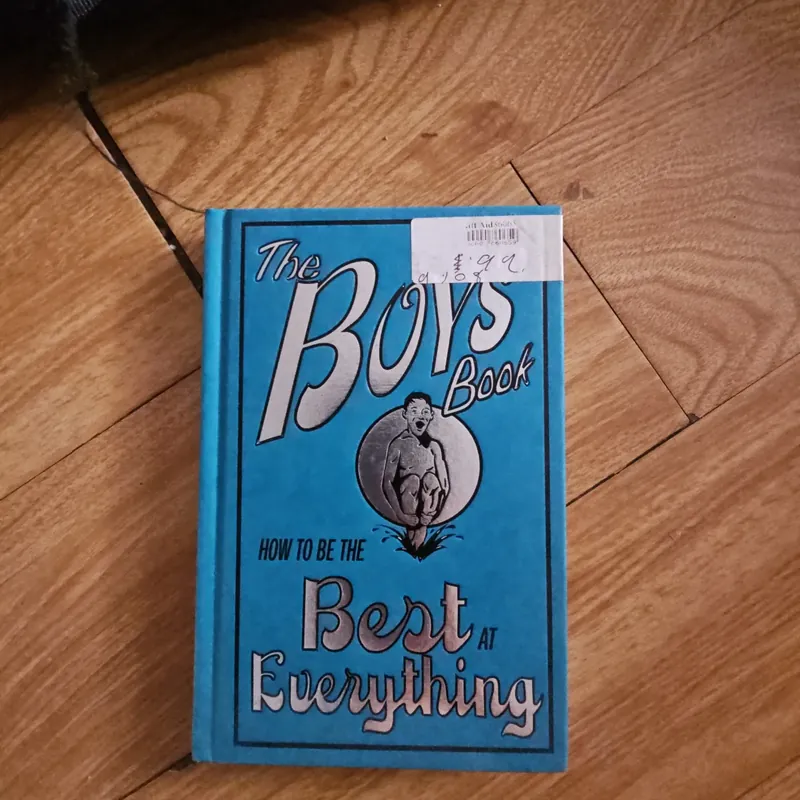 The
BOYS'
Book
HOW TO BE THE
Best AT
Everything